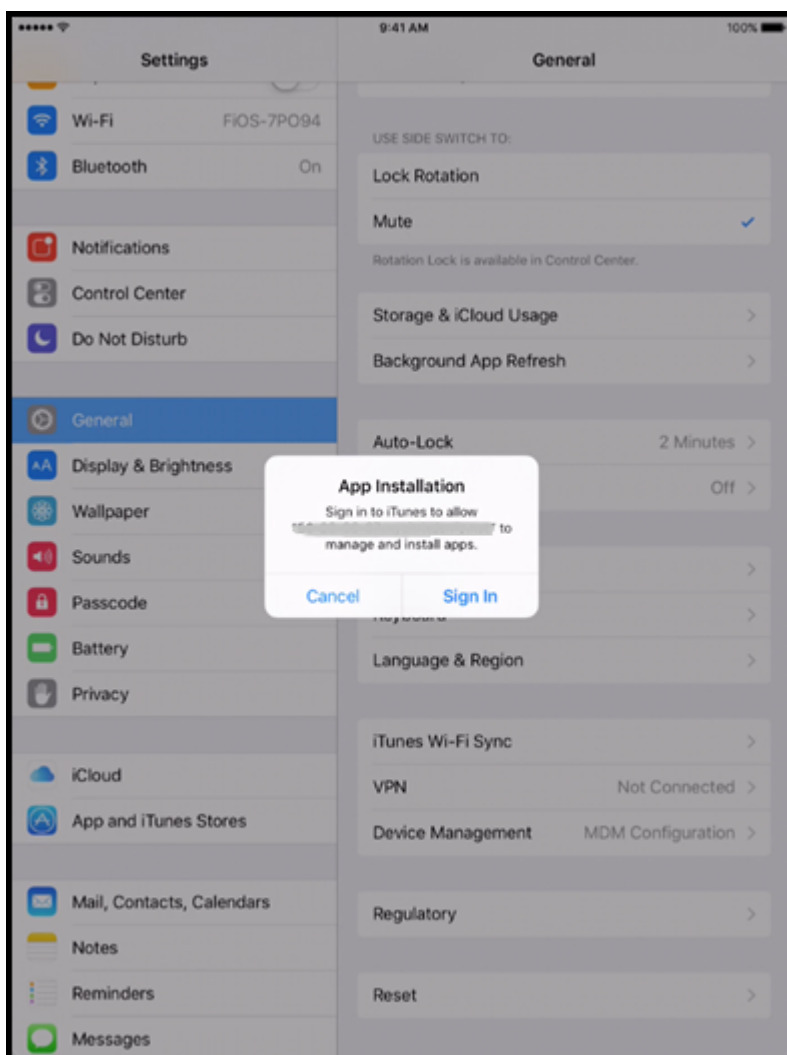 9:41 AM
100%
Settings
General
Wi-Fi
FiOS-7PO94
Bluetooth
On
Notifications
Control Center
Do Not Disturb
General
Display & Brightness
Wallpaper
Sounds
Passcode
Battery
Privacy
iCloud
App and iTunes Stores
Mail, Contacts, Calendars
Notes
Reminders
Messages
USE SIDE SWITCH TO:
Lock Rotation
Mute
Rotation Lock is available in Control Center.
Storage & iCloud Usage
Background App Refresh
Auto-Lock
2 Minutes
Off
Keyboard
Language & Region
iTunes Wi-Fi Sync
VPN
Not Connected
Device Management
MDM Configuration
Regulatory
Reset
App Installation
Sign in to iTunes to allow
to
manage and install apps.
Cancel
Sign In